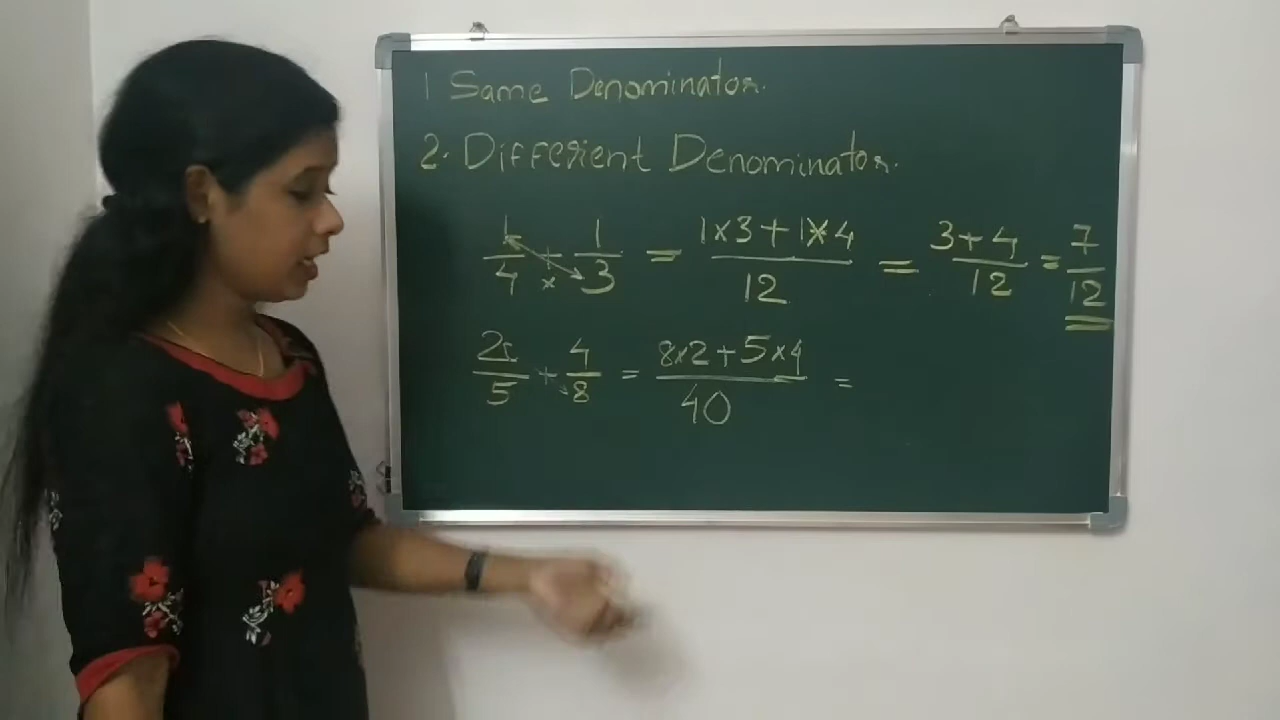 1 Same Denominator.
2. Different Denominator.
1/4 + 1/3 = 1x3+1x4/12 = 3+4/12 = 7/12
2/5 + 4/8 = 8x2+5x4/40 =